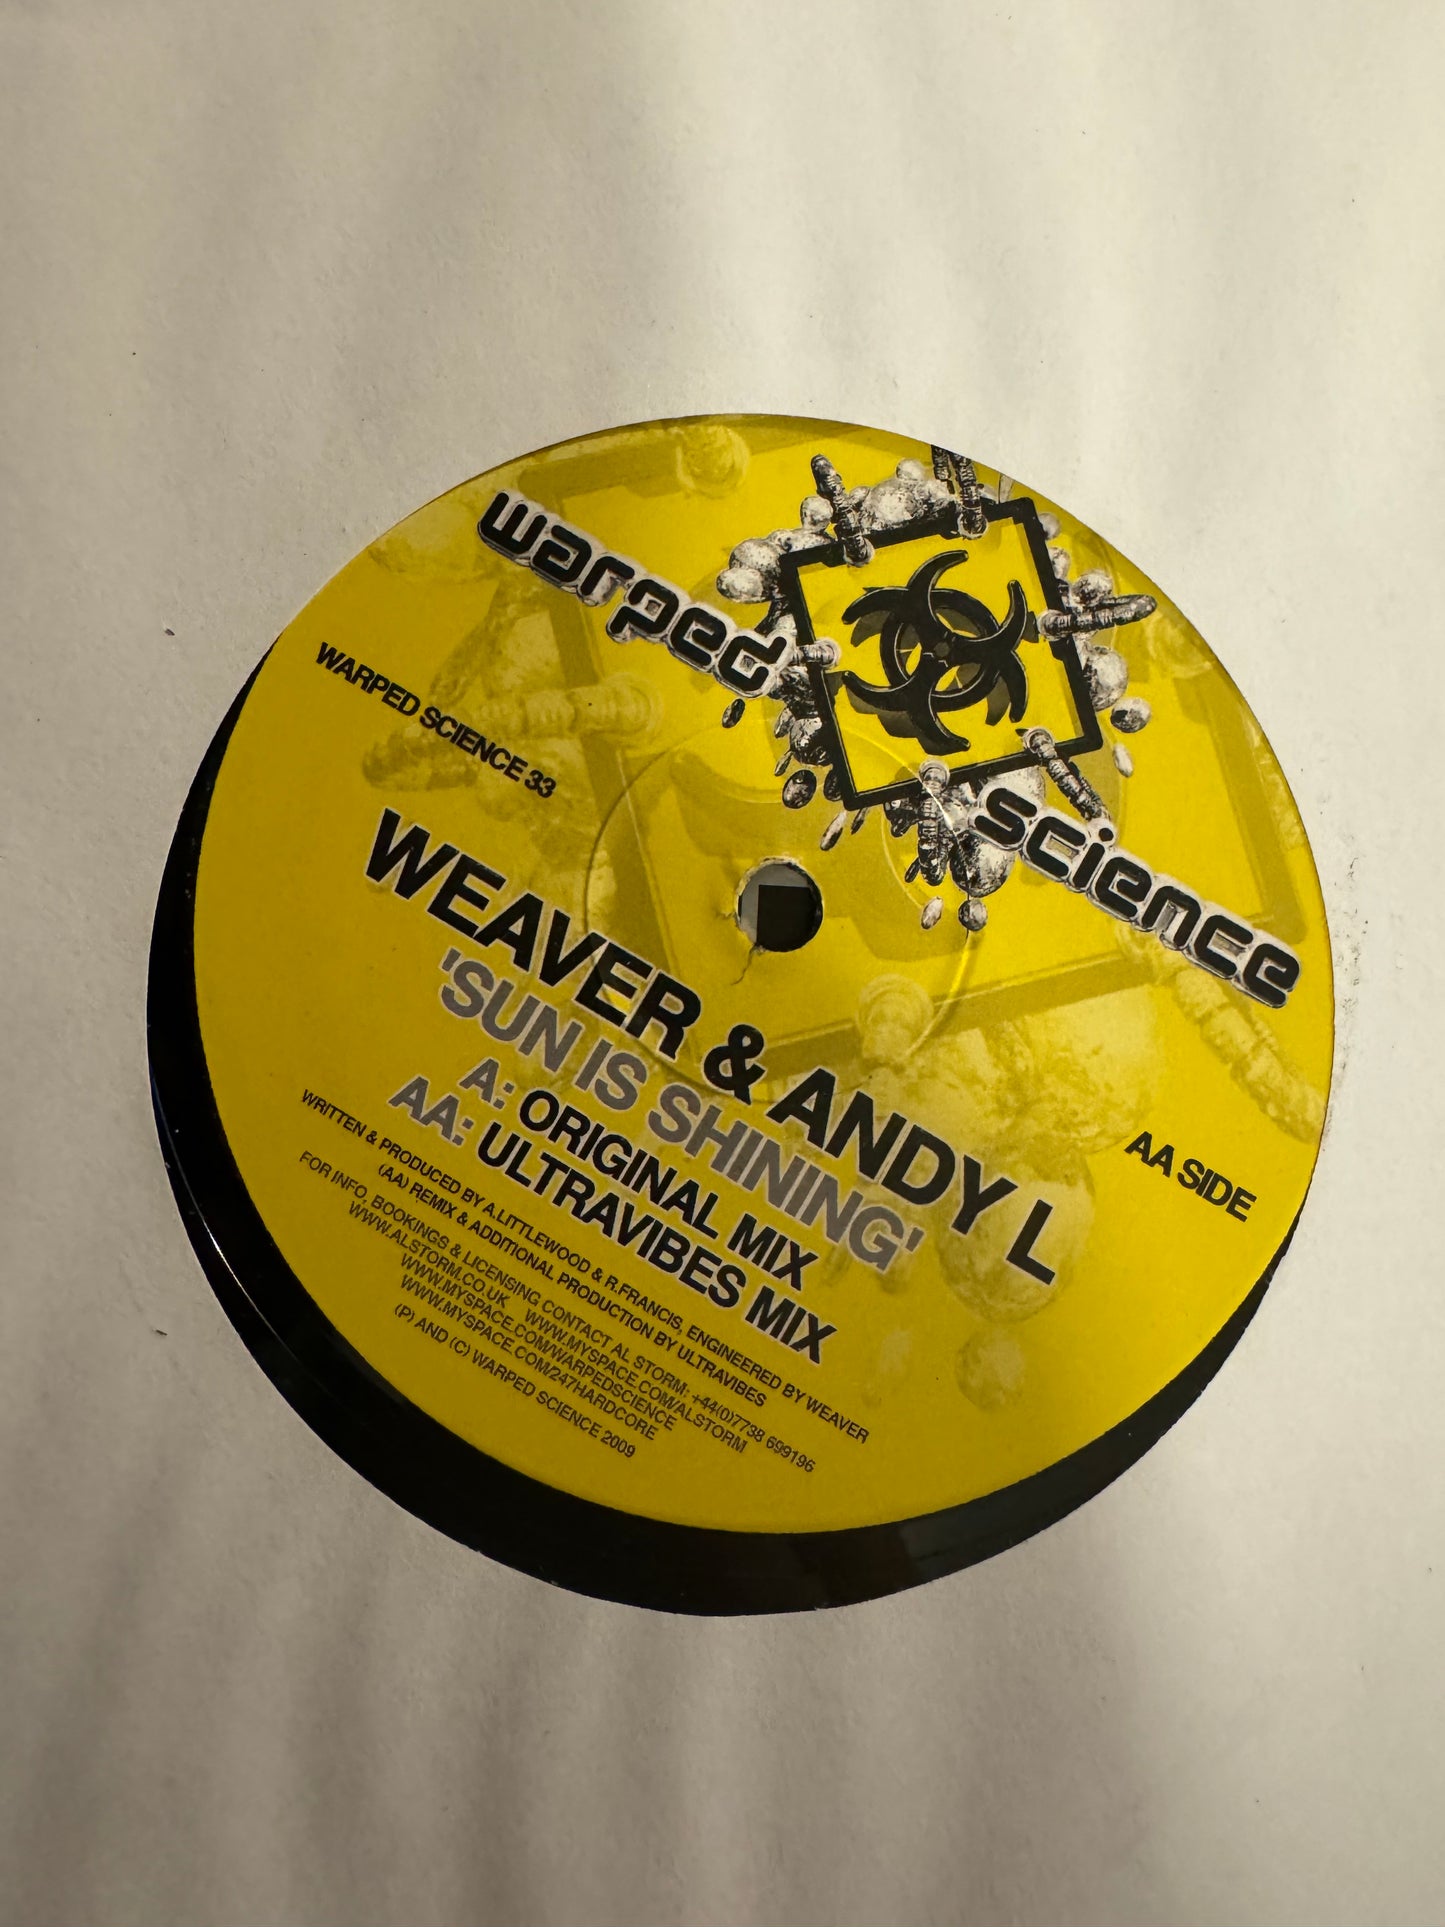 warped
science
WARPED SCIENCE 33
WEAVER & ANDY L
'SUN IS SHINING'
A: ORIGINAL MIX
AA: ULTRAVIBES MIX
AA SIDE
WRITTEN & PRODUCED BY A.LITTLEWOOD & R.FRANCIS, ENGINEERED BY WEAVER
(AA) REMIX & ADDITIONAL PRODUCTION BY ULTRAVIBES
FOR INFO, BOOKINGS & LICENSING CONTACT AL STORM: +44(0)7738 699196
WWW.ALSTORM.CO.UK WWW.MYSPACE.COM/ALSTORM
WWW.MYSPACE.COM/WARPEDSCIENCE
WWW.MYSPACE.COM/247HARDCORE
(P) AND (C) WARPED SCIENCE 2009